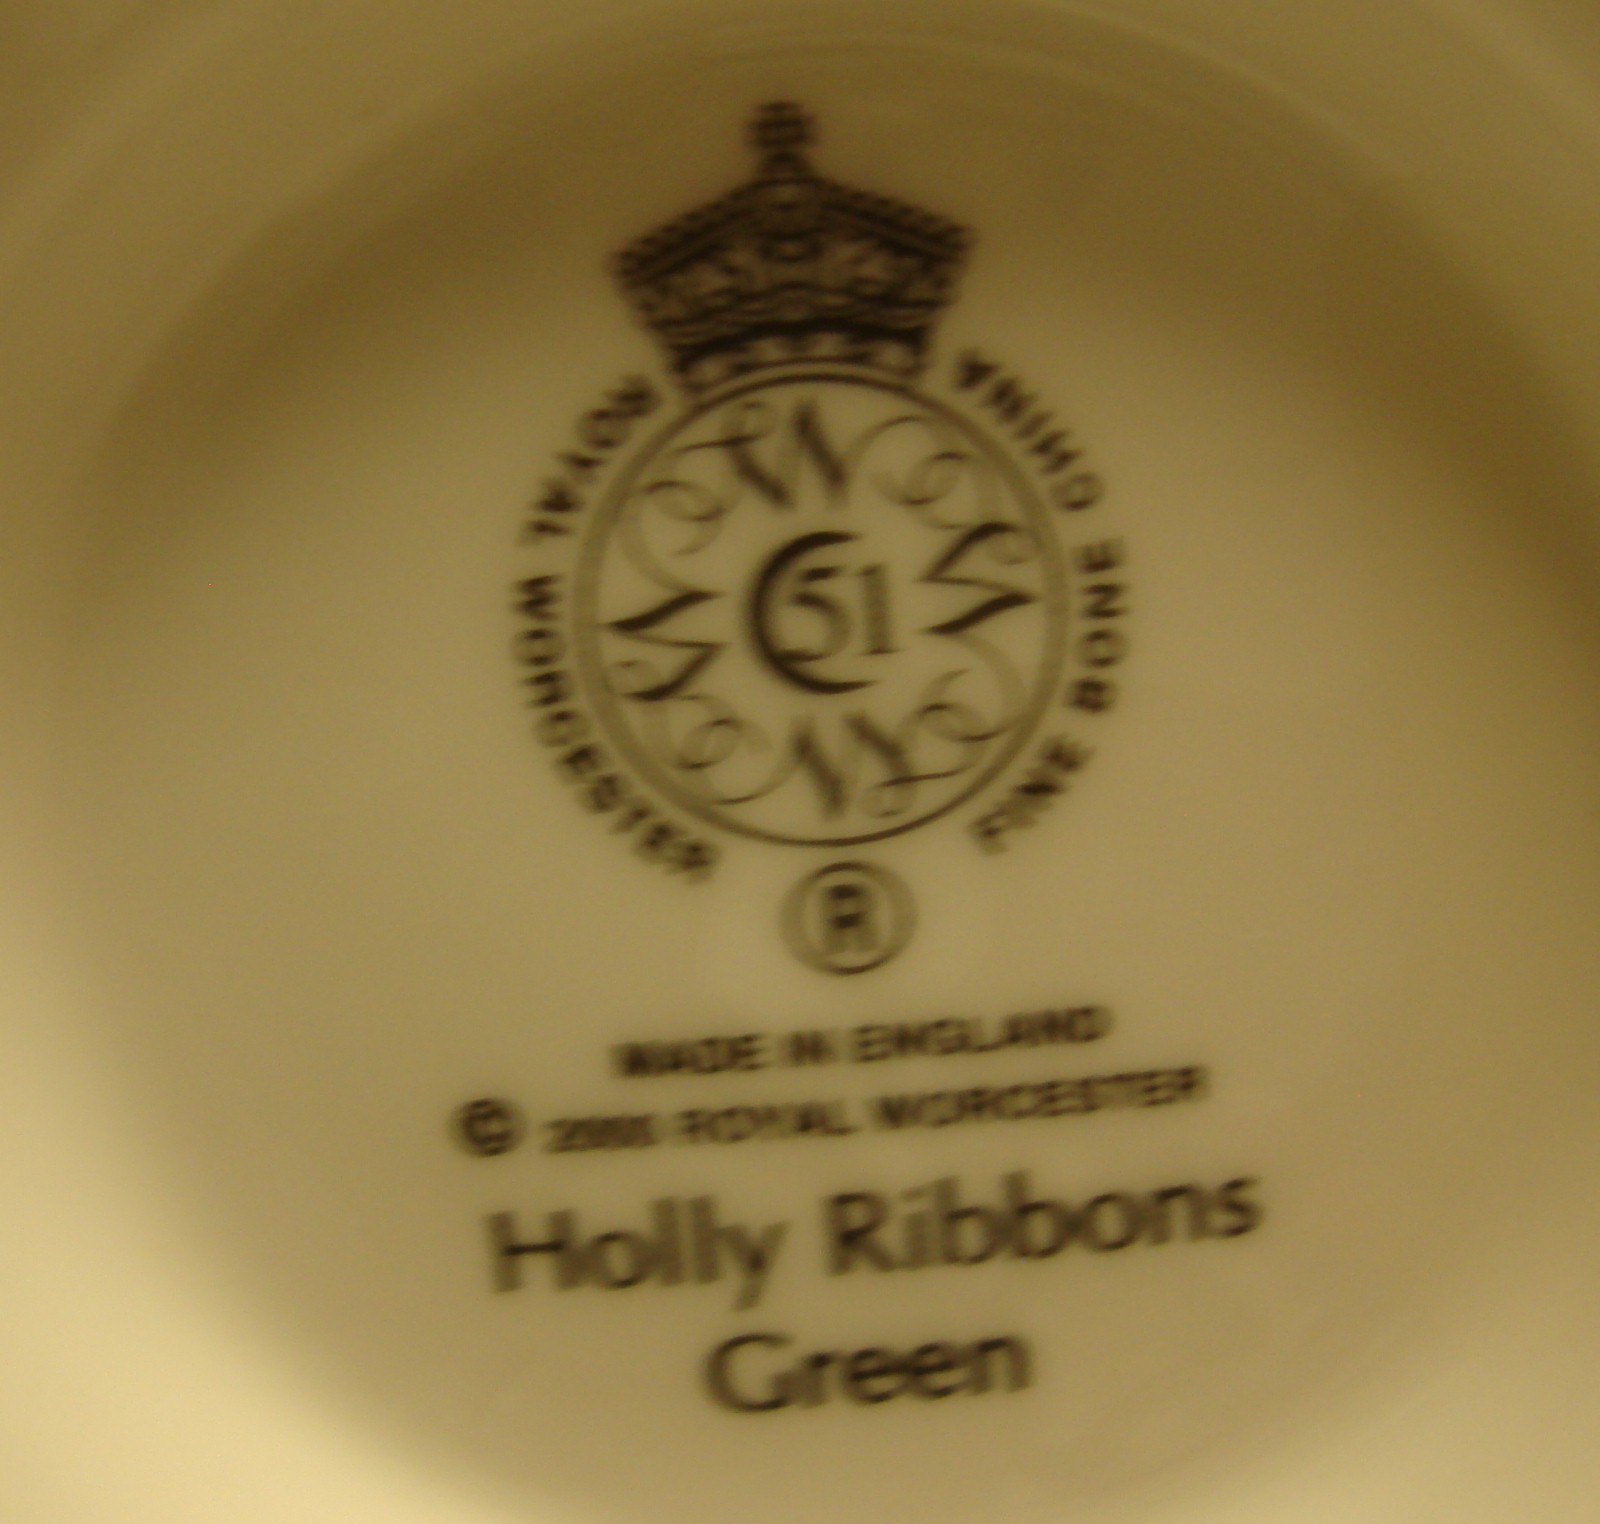 ROYAL WORCESTER
FINE BONE CHINA
W W W W
C 51
®
MADE IN ENGLAND
© ROYAL WORCESTER
Holly Ribbons
Green